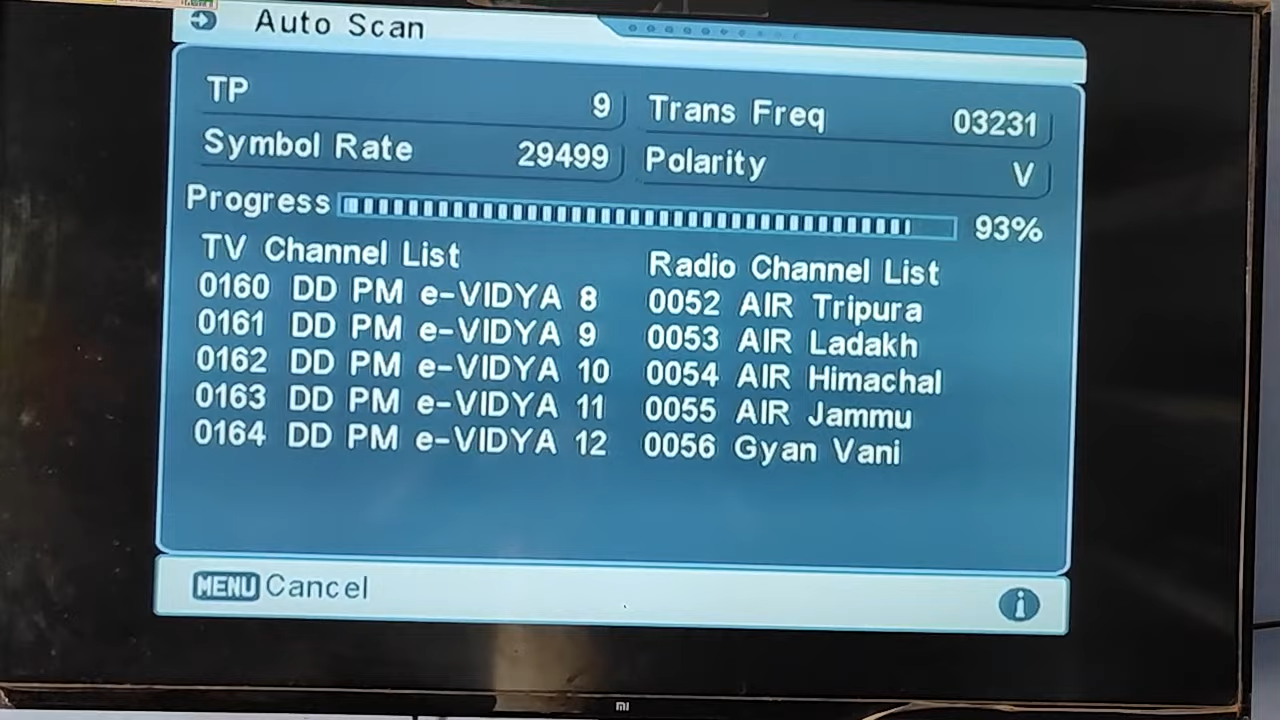 Auto Scan
TP 9 Trans Freq 03231
Symbol Rate 29499 Polarity V
Progress 93%
TV Channel List Radio Channel List
0160 DD PM e-VIDYA 8 0052 AIR Tripura
0161 DD PM e-VIDYA 9 0053 AIR Ladakh
0162 DD PM e-VIDYA 10 0054 AIR Himachal
0163 DD PM e-VIDYA 11 0055 AIR Jammu
0164 DD PM e-VIDYA 12 0056 Gyan Vani
MENU Cancel i
mi